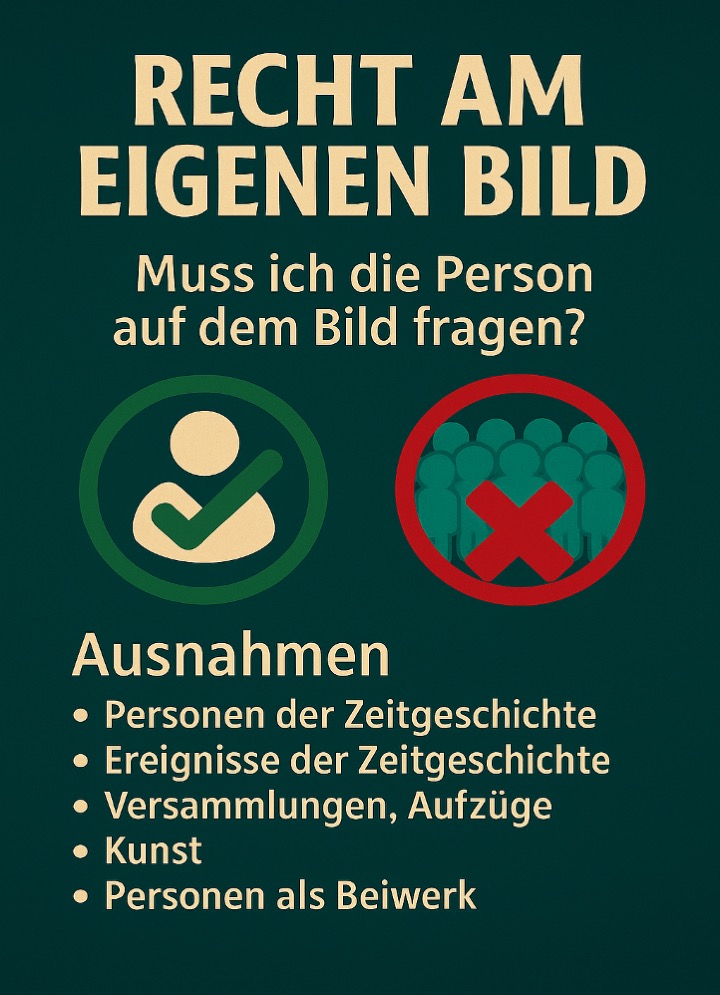 RECHT AM
EIGENEN BILD
Muss ich die Person
auf dem Bild fragen?
Ausnahmen
• Personen der Zeitgeschichte
• Ereignisse der Zeitgeschichte
• Versammlungen, Aufzüge
• Kunst
• Personen als Beiwerk